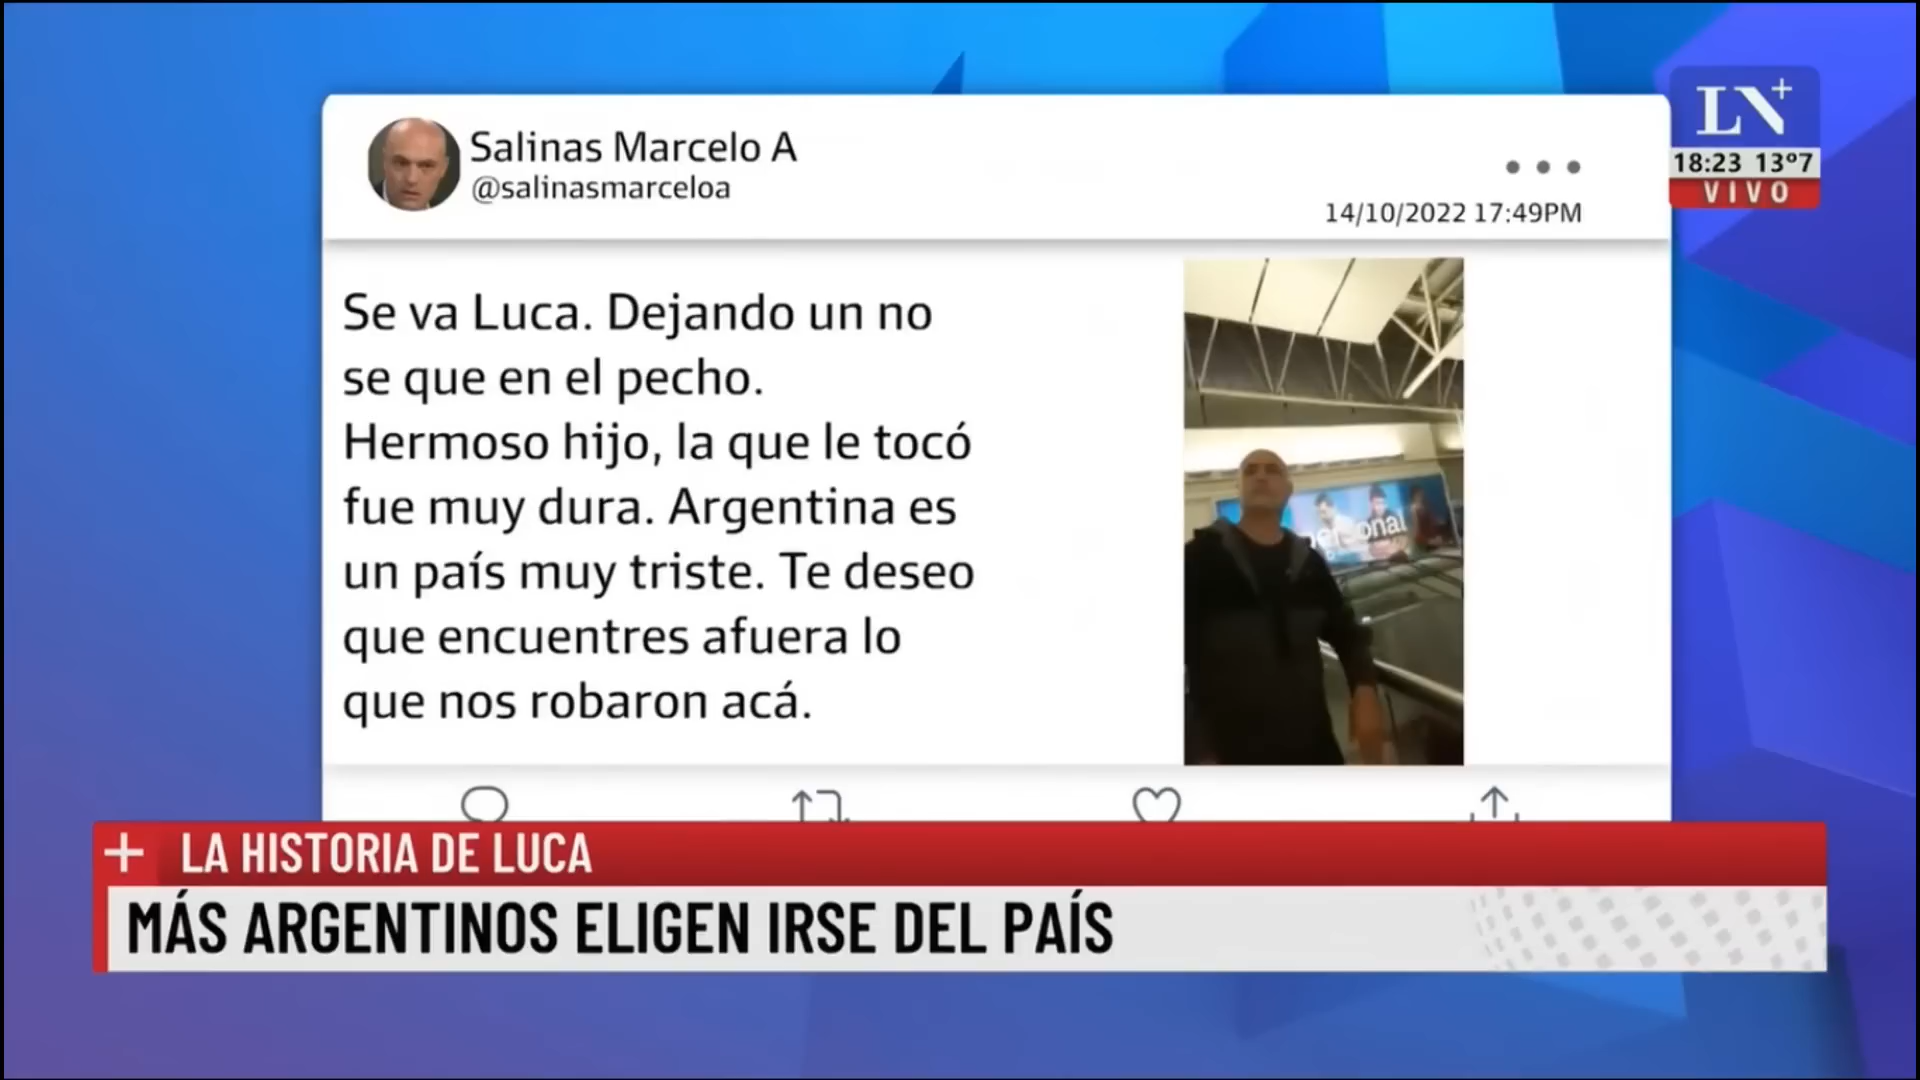 Salinas Marcelo A
@salinasmarceloa
14/10/2022 17:49PM
LN+
18:23 13º7
VIVO
Se va Luca. Dejando un no
se que en el pecho.
Hermoso hijo, la que le tocó
fue muy dura. Argentina es
un país muy triste. Te deseo
que encuentres afuera lo
que nos robaron acá.
personal
+ LA HISTORIA DE LUCA
MÁS ARGENTINOS ELIGEN IRSE DEL PAÍS